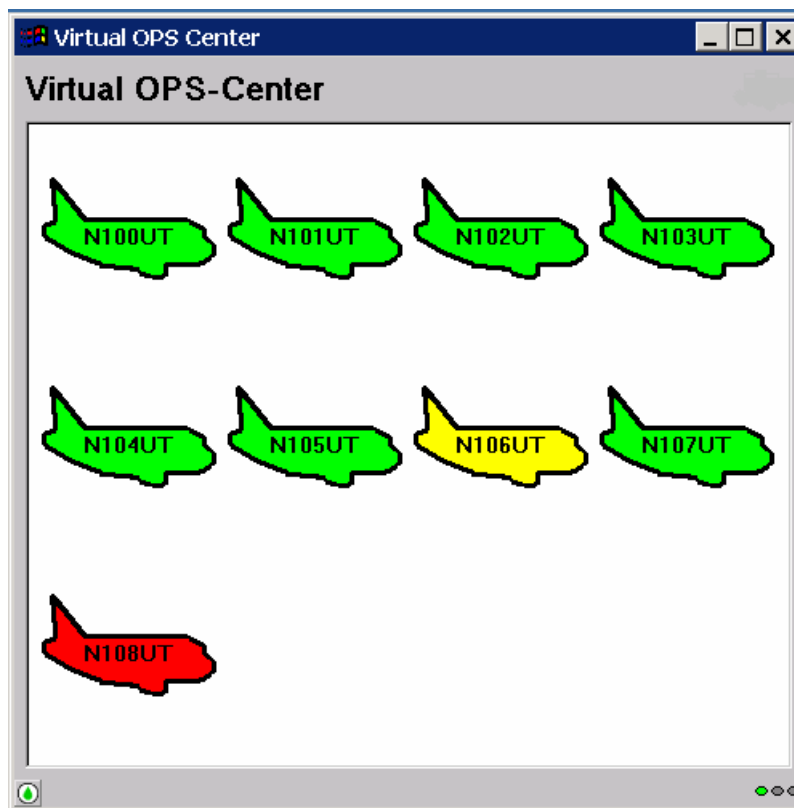 Virtual OPS Center
Virtual OPS-Center
N100UT N101UT N102UT N103UT
N104UT N105UT N106UT N107UT
N108UT